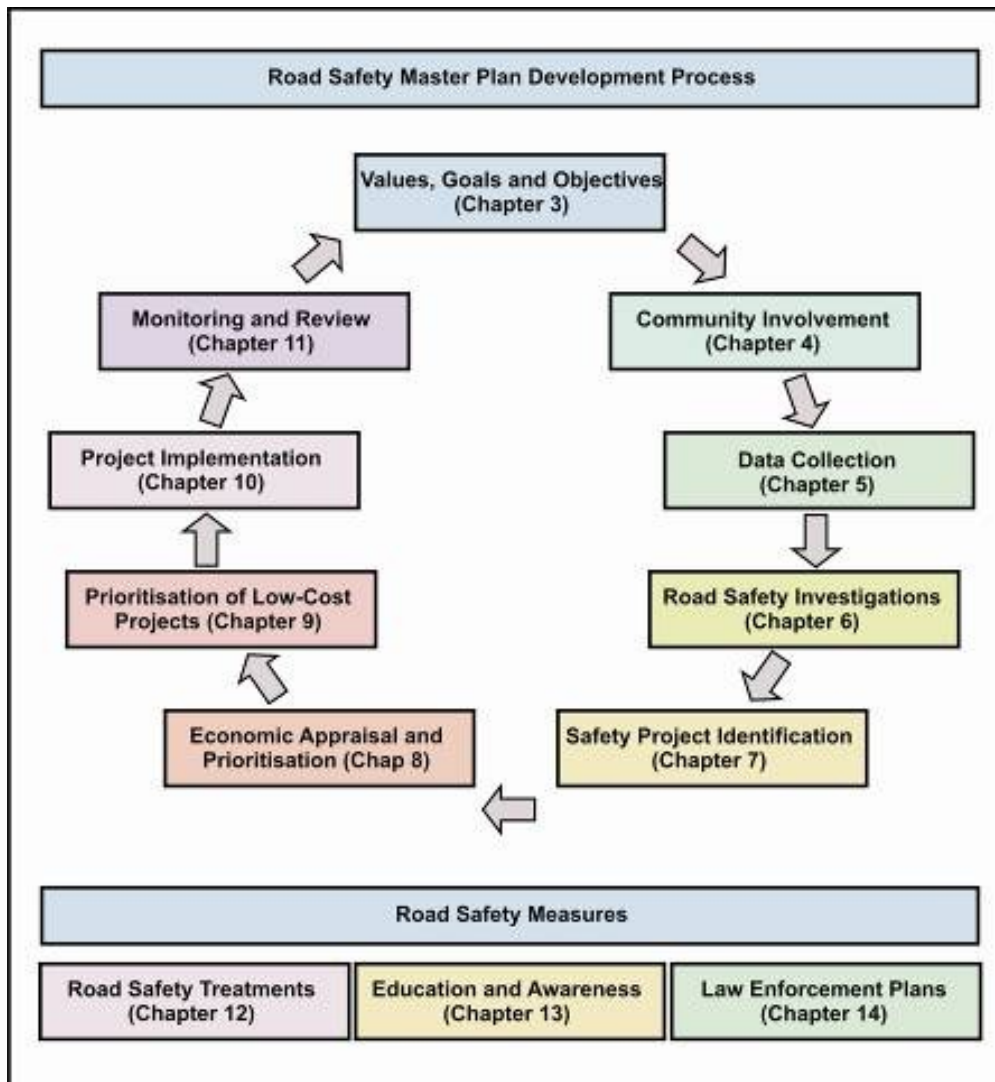 Road Safety Master Plan Development Process
Values, Goals and Objectives
(Chapter 3)
Monitoring and Review
(Chapter 11)
Community Involvement
(Chapter 4)
Project Implementation
(Chapter 10)
Data Collection
(Chapter 5)
Prioritisation of Low-Cost
Projects (Chapter 9)
Road Safety Investigations
(Chapter 6)
Economic Appraisal and
Prioritisation (Chap 8)
Safety Project Identification
(Chapter 7)
Road Safety Measures
Road Safety Treatments
(Chapter 12)
Education and Awareness
(Chapter 13)
Law Enforcement Plans
(Chapter 14)